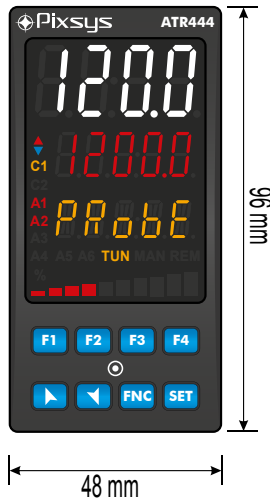 Pixsys ATR444
120.0
1200.0
C1
C2
A1
PRobE
A2
A3
A4 A5 A6 TUN MAN REM
%
F1 F2 F3 F4
FNC SET
96 mm
48 mm